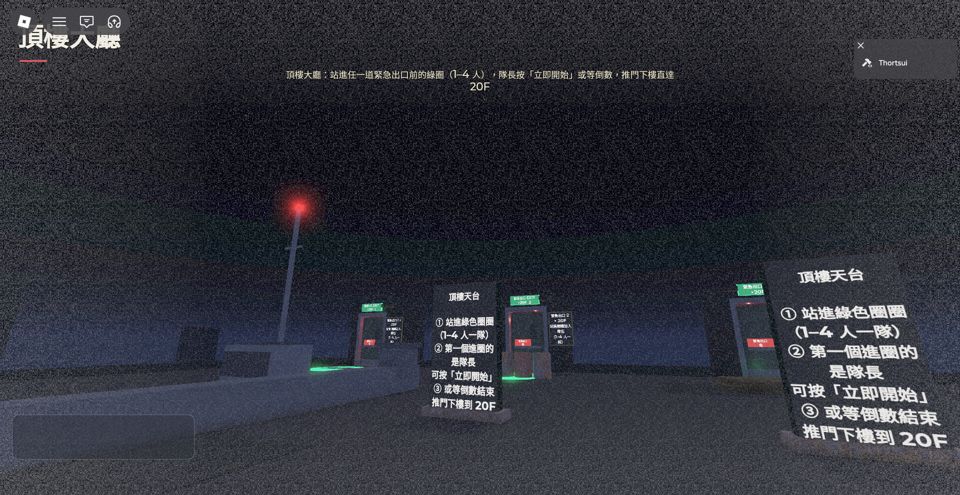 頂樓大廳
頂樓大廳：站進任一道緊急出口前的綠圈（1–4 人），隊長按「立即開始」或等倒數，推門下樓直達
20F
Thortsui
頂樓天台
① 站進綠色圈圈
（1–4 人一隊）
② 第一個進圈的
是隊長
可按「立即開始」
③ 或等倒數結束
推門下樓到 20F
頂樓天台
① 站進綠色圈圈
（1–4 人一隊）
② 第一個進圈的
是隊長
可按「立即開始」
③ 或等倒數結束
推門下樓到 20F